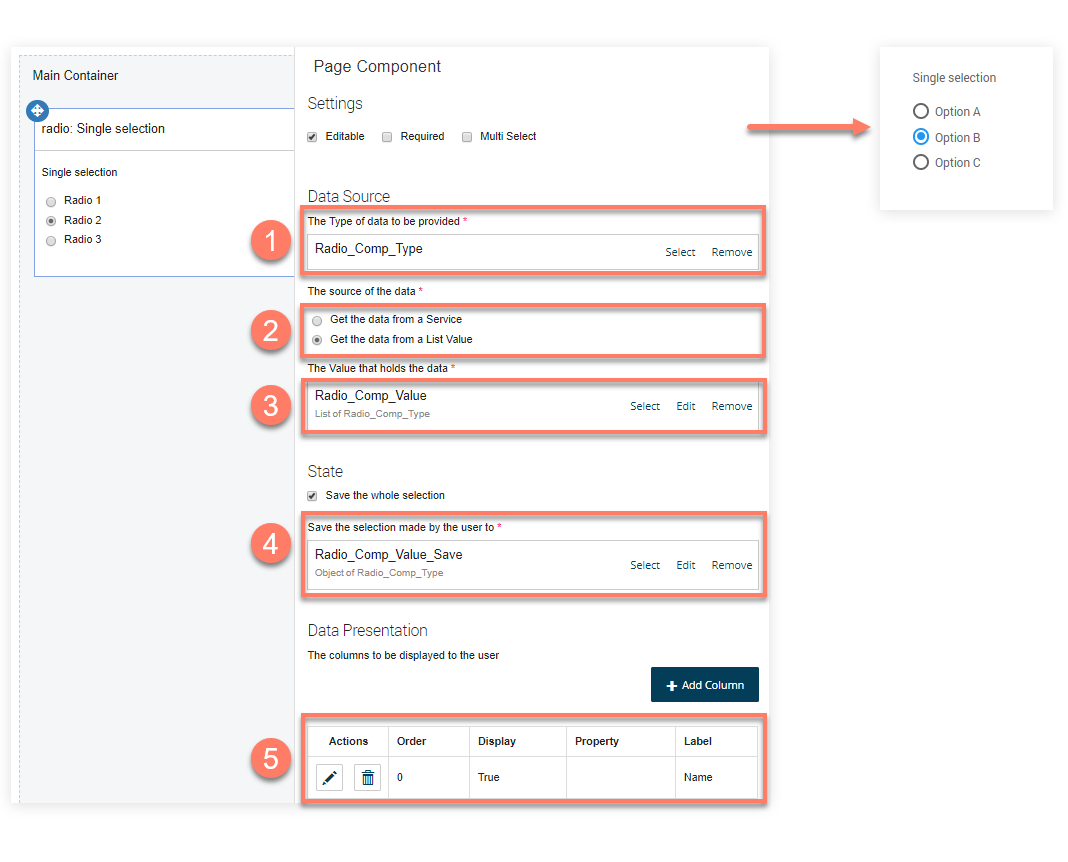 Main Container
radio: Single selection
Single selection
Radio 1
Radio 2
Radio 3
Page Component
Settings
Editable Required Multi Select
Data Source
1
The Type of data to be provided *
Radio_Comp_Type Select Remove
The source of the data *
2
Get the data from a Service
Get the data from a List Value
The Value that holds the data *
3
Radio_Comp_Value
List of Radio_Comp_Type
Select Edit Remove
State
Save the whole selection
4
Save the selection made by the user to *
Radio_Comp_Value_Save
Object of Radio_Comp_Type
Select Edit Remove
Data Presentation
The columns to be displayed to the user
Add Column
5
Actions Order Display Property Label
0 True Name
Single selection
Option A
Option B
Option C